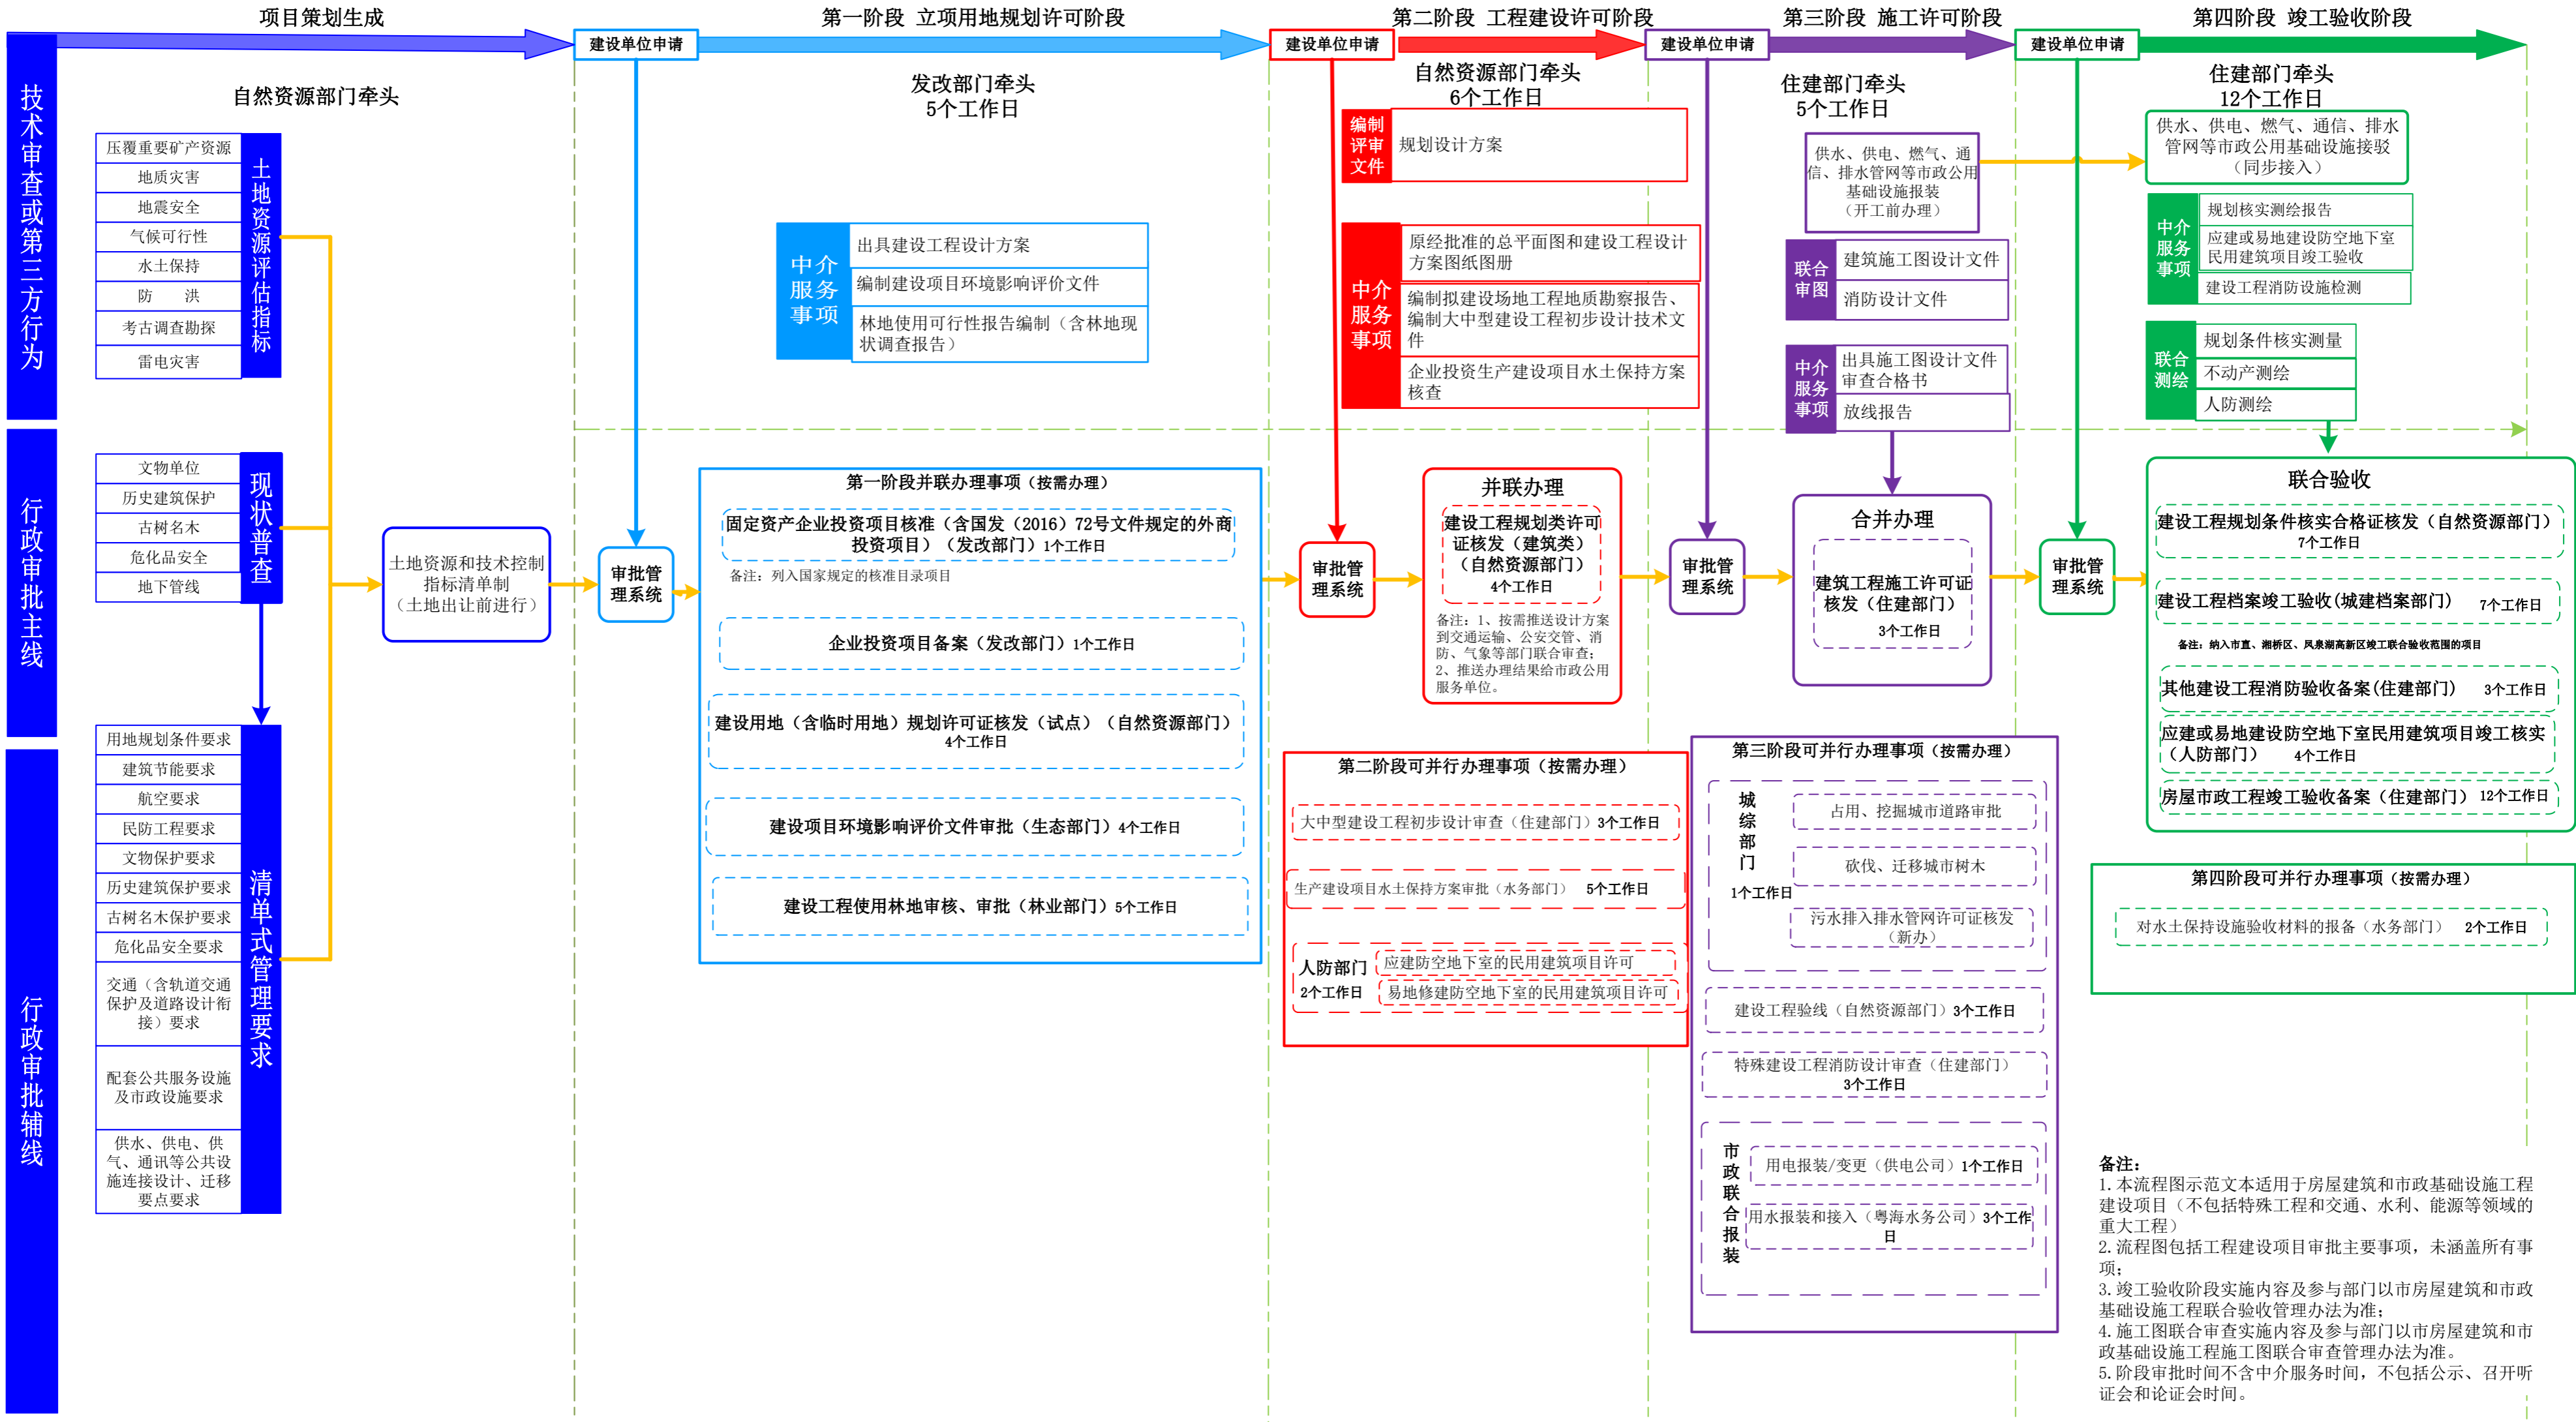 项目策划生成
第一阶段 立项用地规划许可阶段
第二阶段 工程建设许可阶段
第三阶段 施工许可阶段
第四阶段 竣工验收阶段
建设单位申请
建设单位申请
建设单位申请
建设单位申请
技术审查或第三方行为
行政审批主线
行政审批辅线
自然资源部门牵头
压覆重要矿产资源
地质灾害
地震安全
气候可行性
水土保持
防 洪
考古调查勘探
雷电灾害
土地资源评估指标
文物单位
历史建筑保护
古树名木
危化品安全
地下管线
现状普查
用地规划条件要求
建筑节能要求
航空要求
民防工程要求
文物保护要求
历史建筑保护要求
古树名木保护要求
危化品安全要求
交通（含轨道交通
保护及道路设计衔
接）要求
配套公共服务设施
及市政设施要求
供水、供电、供
气、通讯等公共设
施连接设计、迁移
要点要求
清单式管理要求
土地资源和技术控制
指标清单制
（土地出让前进行）
发改部门牵头
5个工作日
中介
服务
事项
出具建设工程设计方案
编制建设项目环境影响评价文件
林地使用可行性报告编制（含林地现
状调查报告）
审批管
理系统
第一阶段并联办理事项（按需办理）
固定资产企业投资项目核准（含国发（2016）72号文件规定的外商
投资项目）（发改部门）1个工作日
备注：列入国家规定的核准目录项目
企业投资项目备案（发改部门）1个工作日
建设用地（含临时用地）规划许可证核发（试点）（自然资源部门）
4个工作日
建设项目环境影响评价文件审批（生态部门）4个工作日
建设工程使用林地审核、审批（林业部门）5个工作日
自然资源部门牵头
6个工作日
编制
评审
文件
规划设计方案
中介
服务
事项
原经批准的总平面图和建设工程设计
方案图纸图册
编制拟建设场地工程地质勘察报告、
编制大中型建设工程初步设计技术文
件
企业投资生产建设项目水土保持方案
核查
审批管
理系统
并联办理
建设工程规划类许可
证核发（建筑类）
（自然资源部门）
4个工作日
备注：1、按需推送设计方案
到交通运输、公安交管、消
防、气象等部门联合审查；
2、推送办理结果给市政公用
服务单位。
第二阶段可并行办理事项（按需办理）
大中型建设工程初步设计审查（住建部门）3个工作日
生产建设项目水土保持方案审批（水务部门） 5个工作日
人防部门
2个工作日
应建防空地下室的民用建筑项目许可
易地修建防空地下室的民用建筑项目许可
住建部门牵头
5个工作日
供水、供电、燃气、通
信、排水管网等市政公用
基础设施报装
（开工前办理）
联合
审图
建筑施工图设计文件
消防设计文件
中介
服务
事项
出具施工图设计文件
审查合格书
放线报告
审批管
理系统
合并办理
建筑工程施工许可证
核发（住建部门）
3个工作日
第三阶段可并行办理事项（按需办理）
城综部门
1个工作日
占用、挖掘城市道路审批
砍伐、迁移城市树木
污水排入排水管网许可证核发
（新办）
建设工程验线（自然资源部门）3个工作日
特殊建设工程消防设计审查（住建部门）
3个工作日
市政联合报装
用电报装/变更（供电公司）1个工作日
用水报装和接入（粤海水务公司）3个工作
日
住建部门牵头
12个工作日
供水、供电、燃气、通信、排水
管网等市政公用基础设施接驳
（同步接入）
中介
服务
事项
规划核实测绘报告
应建或易地建设防空地下室
民用建筑项目竣工验收
建设工程消防设施检测
联合
测绘
规划条件核实测量
不动产测绘
人防测绘
审批管
理系统
联合验收
建设工程规划条件核实合格证核发（自然资源部门）
7个工作日
建设工程档案竣工验收(城建档案部门) 7个工作日
备注：纳入市直、湘桥区、凤泉湖高新区竣工联合验收范围的项目
其他建设工程消防验收备案(住建部门) 3个工作日
应建或易地建设防空地下室民用建筑项目竣工核实
（人防部门） 4个工作日
房屋市政工程竣工验收备案（住建部门）12个工作日
第四阶段可并行办理事项（按需办理）
对水土保持设施验收材料的报备（水务部门） 2个工作日
备注：
1.本流程图示范文本适用于房屋建筑和市政基础设施工程
建设项目（不包括特殊工程和交通、水利、能源等领域的
重大工程）
2.流程图包括工程建设项目审批主要事项，未涵盖所有事
项；
3.竣工验收阶段实施内容及参与部门以市房屋建筑和市政
基础设施工程联合验收管理办法为准；
4.施工图联合审查实施内容及参与部门以市房屋建筑和市
政基础设施工程施工图联合审查管理办法为准。
5.阶段审批时间不含中介服务时间，不包括公示、召开听
证会和论证会时间。